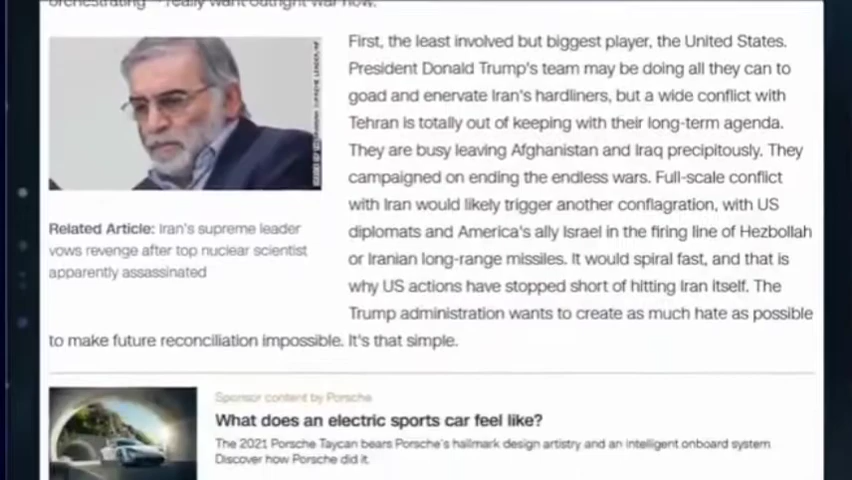 really want outright war now.
First, the least involved but biggest player, the United States.
President Donald Trump's team may be doing all they can to
goad and enervate Iran's hardliners, but a wide conflict with
Tehran is totally out of keeping with their long-term agenda.
They are busy leaving Afghanistan and Iraq precipitously. They
campaigned on ending the endless wars. Full-scale conflict
with Iran would likely trigger another conflagration, with US
diplomats and America's ally Israel in the firing line of Hezbollah
or Iranian long-range missiles. It would spiral fast, and that is
why US actions have stopped short of hitting Iran itself. The
Trump administration wants to create as much hate as possible
to make future reconciliation impossible. It's that simple.
Related Article: Iran's supreme leader
vows revenge after top nuclear scientist
apparently assassinated
Sponsor content by Porsche
What does an electric sports car feel like?
The 2021 Porsche Taycan bears Porsche's hallmark design artistry and an intelligent onboard system
Discover how Porsche did it.